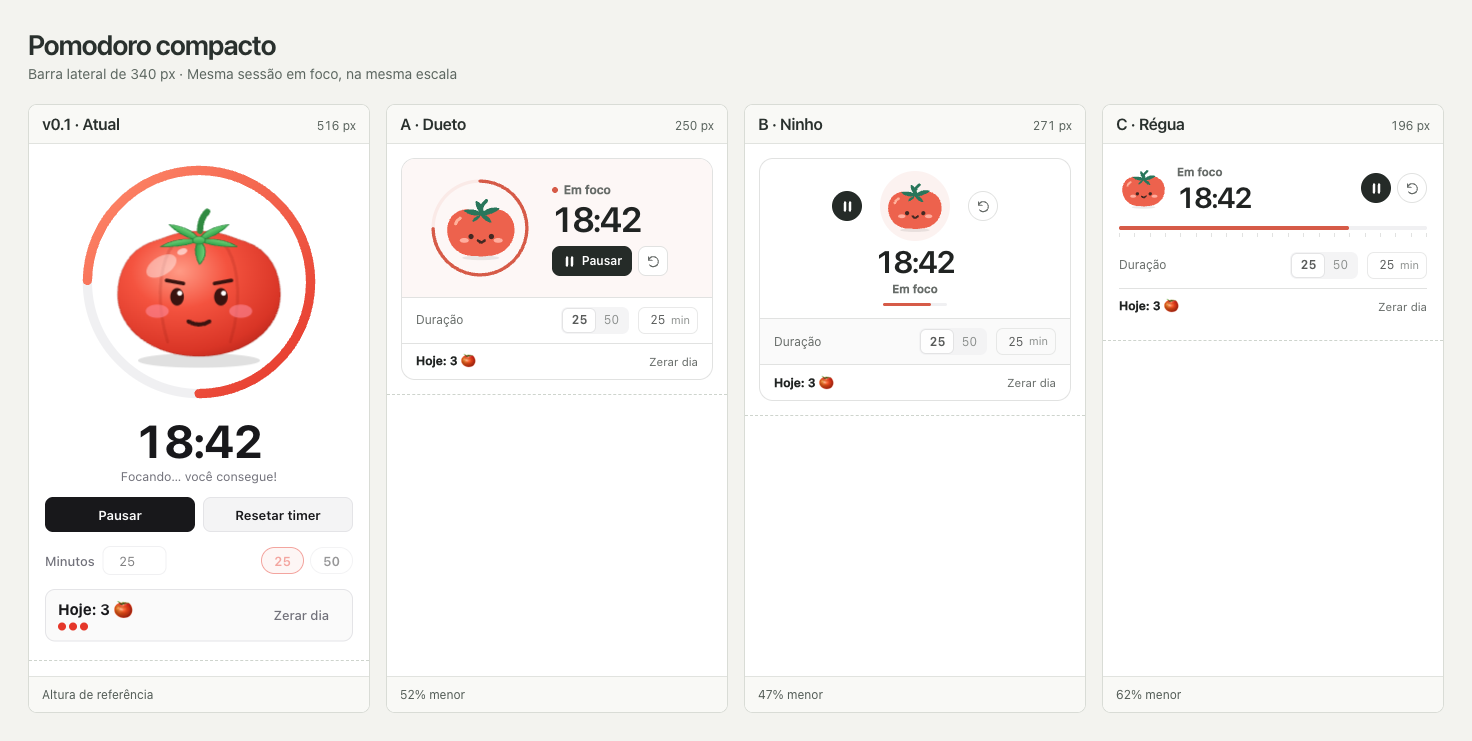 Pomodoro compacto
Barra lateral de 340 px · Mesma sessão em foco, na mesma escala
v0.1 · Atual
516 px
18:42
Focando... você consegue!
Pausar
Resetar timer
Minutos
25
25
50
Hoje: 3
Zerar dia
Altura de referência
A · Dueto
250 px
Em foco
18:42
Pausar
Duração
25
50
25 min
Hoje: 3
Zerar dia
52% menor
B · Ninho
271 px
18:42
Em foco
Duração
25
50
25 min
Hoje: 3
Zerar dia
47% menor
C · Régua
196 px
Em foco
18:42
Duração
25
50
25 min
Hoje: 3
Zerar dia
62% menor